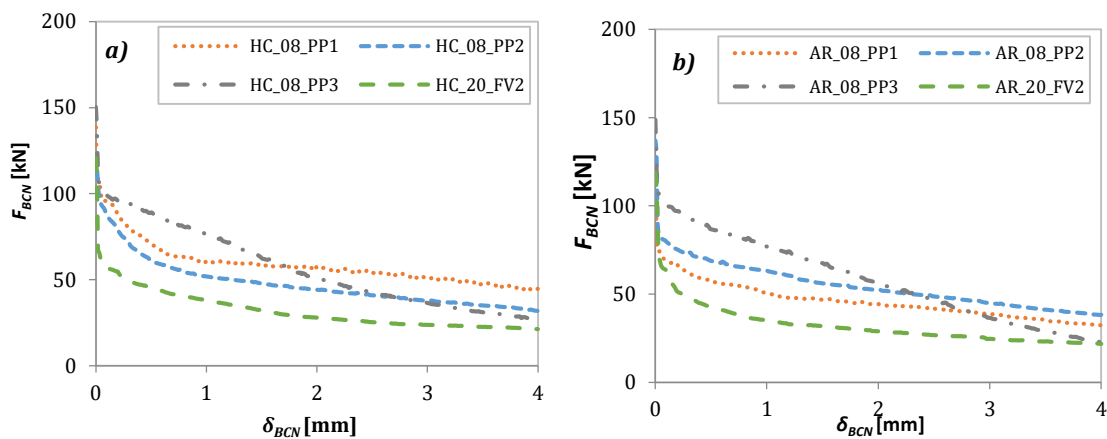 a)
HC_08_PP1 HC_08_PP2
HC_08_PP3 HC_20_FV2
200
150
100
50
0
F_BCN [kN]
0 1 2 3 4
δ_BCN [mm]
b)
AR_08_PP1 AR_08_PP2
AR_08_PP3 AR_20_FV2
200
150
100
50
0
F_BCN [kN]
0 1 2 3 4
δ_BCN [mm]